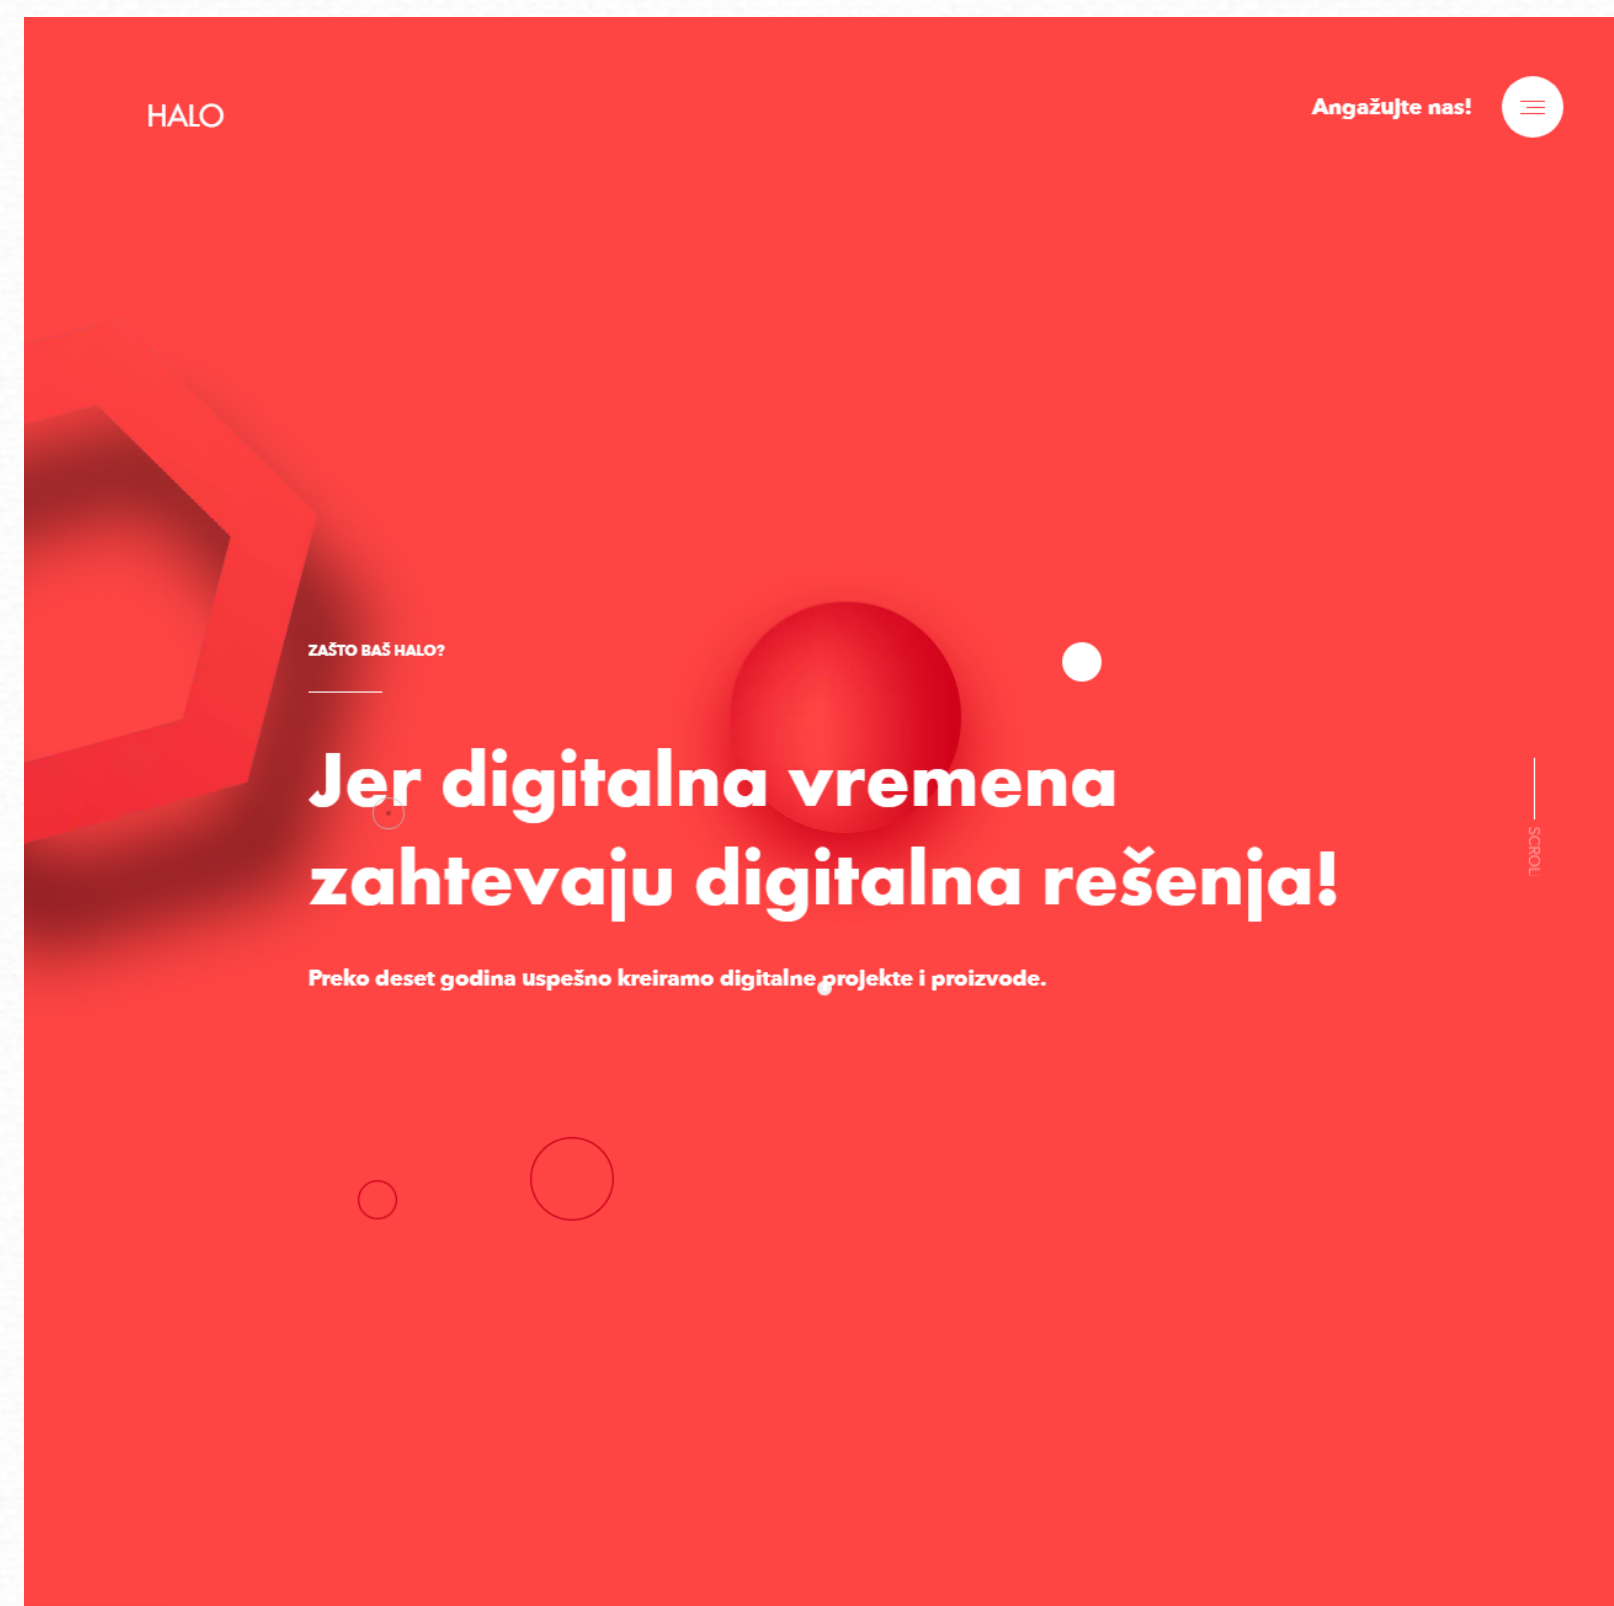 HALO
Angažujte nas!
ZAŠTO BAŠ HALO?
Jer digitalna vremena
zahtevaju digitalna rešenja!
Preko deset godina uspešno kreiramo digitalne projekte i proizvode.
SCROLL